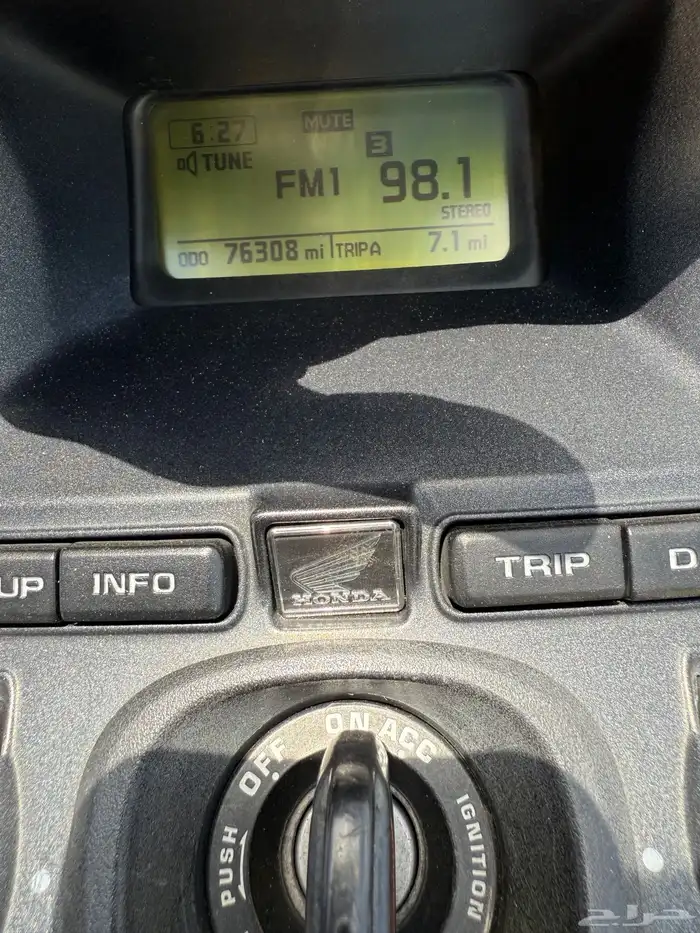 6:27 MUTE
TUNE 3
FM1 98.1
STEREO
ODO 76308 mi TRIP A 7.1 mi
UP INFO HONDA TRIP D
OFF ON ACC
PUSH IGNITION
حراج